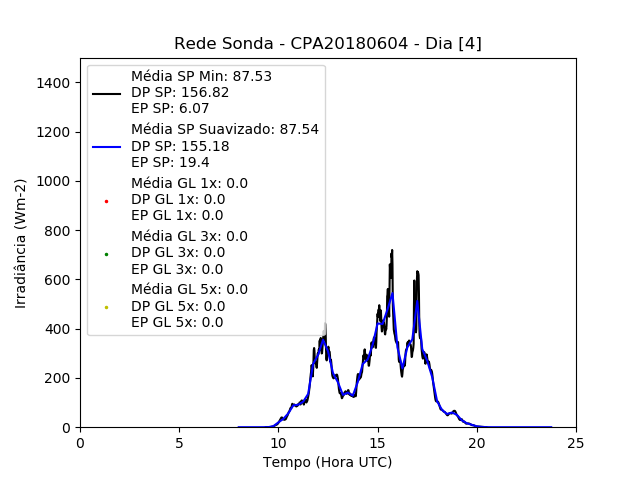 Rede Sonda - CPA20180604 - Dia [4]
Média SP Min: 87.53
DP SP: 156.82
EP SP: 6.07
Média SP Suavizado: 87.54
DP SP: 155.18
EP SP: 19.4
Média GL 1x: 0.0
DP GL 1x: 0.0
EP GL 1x: 0.0
Média GL 3x: 0.0
DP GL 3x: 0.0
EP GL 3x: 0.0
Média GL 5x: 0.0
DP GL 5x: 0.0
EP GL 5x: 0.0
Irradiância (Wm-2)
1400
1200
1000
800
600
400
200
0
0 5 10 15 20 25
Tempo (Hora UTC)